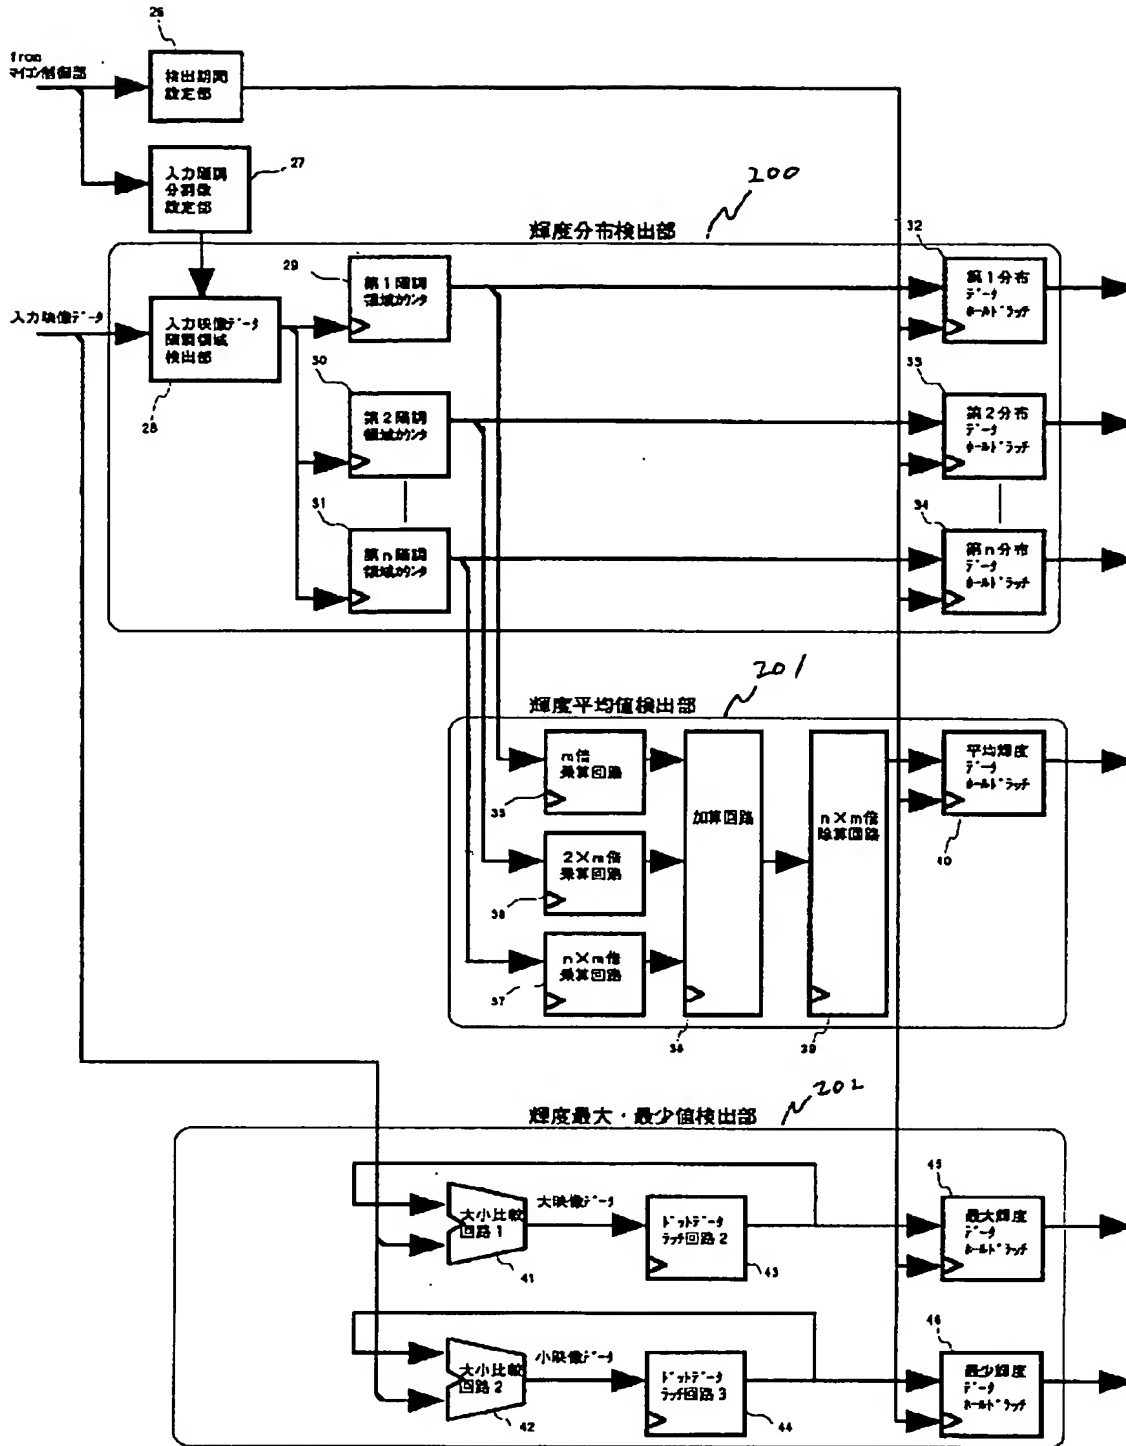 26
from
マイコン制御部
検出期間
設定部
入力階調
分割数
設定部
27
200
輝度分布検出部
入力映像データ
入力映像データ
階調領域
検出部
28
29
第1階調
領域カウンタ
32
第1分布
データ
ホールドラッチ
30
第2階調
領域カウンタ
33
第2分布
データ
ホールドラッチ
31
第n階調
領域カウンタ
34
第n分布
データ
ホールドラッチ
201
輝度平均値検出部
m倍
乗算回路
35
2×m倍
乗算回路
38
n×m倍
乗算回路
37
加算回路
n×m倍
除算回路
39
平均輝度
データ
ホールドラッチ
40
202
輝度最大・最少値検出部
大小比較
回路1
41
大映像データ
ドットデータ
ラッチ回路2
43
45
最大輝度
データ
ホールドラッチ
大小比較
回路2
42
小映像データ
ドットデータ
ラッチ回路3
44
46
最少輝度
データ
ホールドラッチ